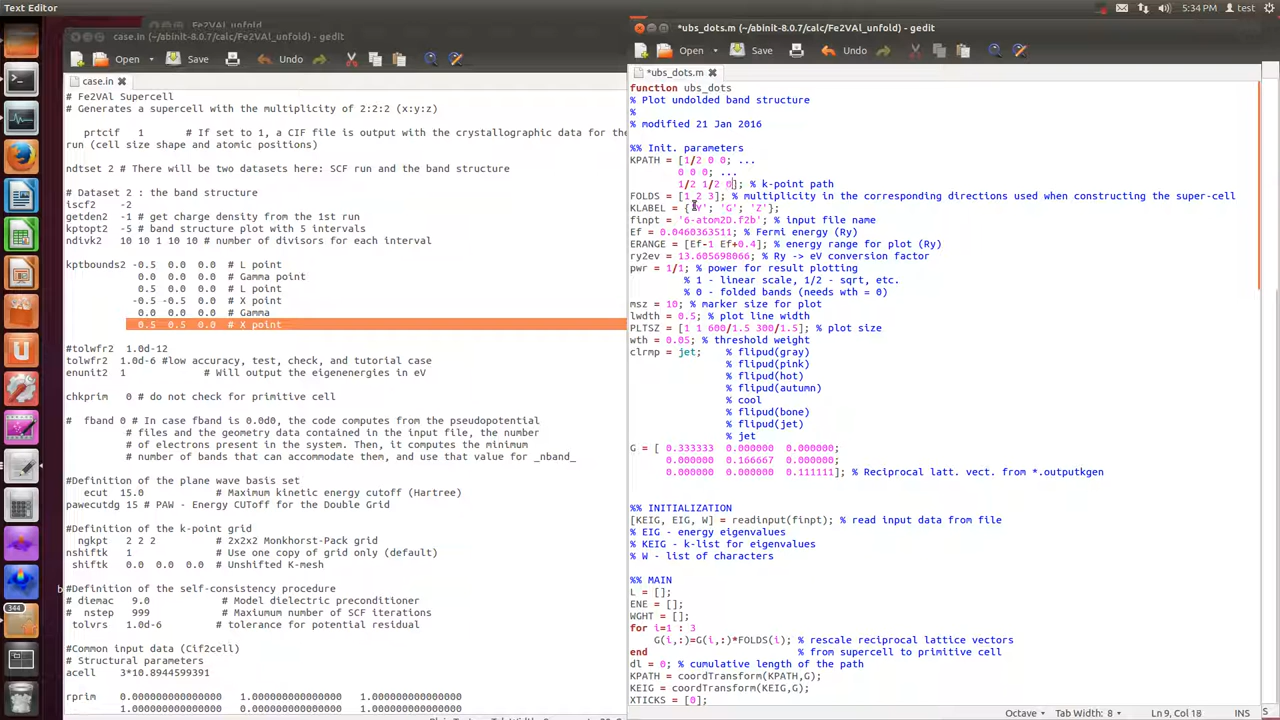 Text Editor
5:34 PM
test
Fe2VAl_unfold) - gedit
case.in (~/abinit-8.0.7/calc/Fe2VAl_unfold) - gedit
Open
Save
Undo
case.in
# Fe2VAl Supercell
# Generates a supercell with the multiplicity of 2:2:2 (x:y:z)
prtcif   1       # If set to 1, a CIF file is output with the crystallographic data for the
run (cell size shape and atomic positions)
ndtset 2 # There will be two datasets here: SCF run and the band structure
# Dataset 2 : the band structure
iscf2    -2
getden2  -1 # get charge density from the 1st run
kptopt2  -2 # band structure plot with 5 intervals
ndivk2   10 10 1 10 10 # number of divisors for each interval
kptbounds2 -0.5  0.0  0.0  # L point
0.0  0.0  0.0  # Gamma point
0.5  0.0  0.0  # L point
-0.5 -0.5  0.0  # X point
0.0  0.0  0.0  # Gamma
0.5  0.5  0.0  # X point
#tolwfr2  1.0d-12
tolwfr2  1.0d-6 #low accuracy, test, check, and tutorial case
enunit2  1             # Will output the eigenenergies in eV
chkprim   0 # do not check for primitive cell
#  fband 0 # In case fband is 0.0d0, the code computes from the pseudopotential
# files and the geometry data contained in the input file, the number
# of electrons present in the system. Then, it computes the minimum
# number of bands that can accommodate them, and use that value for _nband_
#Definition of the plane wave basis set
ecut  15.0            # Maximum kinetic energy cutoff (Hartree)
pawecutdg 15 # PAW - Energy CUToff for the Double Grid
#Definition of the k-point grid
ngkpt  2 2 2      # 2x2x2 Monkhorst-Pack grid
nshiftk  1              # Use one copy of grid only (default)
shiftk  0.0  0.0  0.0  # Unshifted K-mesh
#Definition of the self-consistency procedure
# diemac   9.0           # Model dielectric preconditioner
#  nstep  999            # Maxiumum number of SCF iterations
tolvrs  1.0d-6         # tolerance for potential residual
#Common input data (Cif2cell)
# Structural parameters
acell   3*10.8944599391
rprim    0.000000000000000   1.000000000000000   1.000000000000000
1.000000000000000   0.000000000000000   1.000000000000000
344
*ubs_dots.m (~/abinit-8.0.7/calc/Fe2VAl_unfold) - gedit
Open
Save
Undo
*ubs_dots.m
function ubs_dots
% Plot undolded band structure
%
% modified 21 Jan 2016
%% Init. parameters
KPATH = [1/2 0 0; ...
0 0 0; ...
1/2 1/2 0]; % k-point path
FOLDS = [1 2 3]; % multiplicity in the corresponding directions used when constructing the super-cell
KLABEL = {'Y'; 'G'; 'Z'};
finpt = '6-atom2D.f2b'; % input file name
Ef = 0.0460363511; % Fermi energy (Ry)
ERANGE = [Ef-1 Ef+0.4]; % energy range for plot (Ry)
ry2ev = 13.605698066; % Ry -> eV conversion factor
pwr = 1/1; % power for result plotting
% 1 - linear scale, 1/2 - sqrt, etc.
% 0 - folded bands (needs wth = 0)
msz = 10; % marker size for plot
lwdth = 0.5; % plot line width
PLTSZ = [1 1 600/1.5 300/1.5]; % plot size
wth = 0.05; % threshold weight
clrmp = jet;    % flipud(gray)
% flipud(pink)
% flipud(hot)
% flipud(autumn)
% cool
% flipud(bone)
% flipud(jet)
% jet
G = [ 0.333333  0.000000  0.000000;
0.000000  0.166667  0.000000;
0.000000  0.000000  0.111111]; % Reciprocal latt. vect. from *.outputkgen
%% INITIALIZATION
[KEIG, EIG, W] = readinput(finpt); % read input data from file
% EIG - energy eigenvalues
% KEIG - k-list for eigenvalues
% W - list of characters
%% MAIN
L = [];
ENE = [];
WGHT = [];
for i=1 : 3
G(i,:)=G(i,:)*FOLDS(i); % rescale reciprocal lattice vectors
end                     % from supercell to primitive cell
dl = 0; % cumulative length of the path
KPATH = coordTransform(KPATH,G);
KEIG = coordTransform(KEIG,G);
XTICKS = [0];
Octave
Tab Width: 8
Ln 9, Col 18
INS